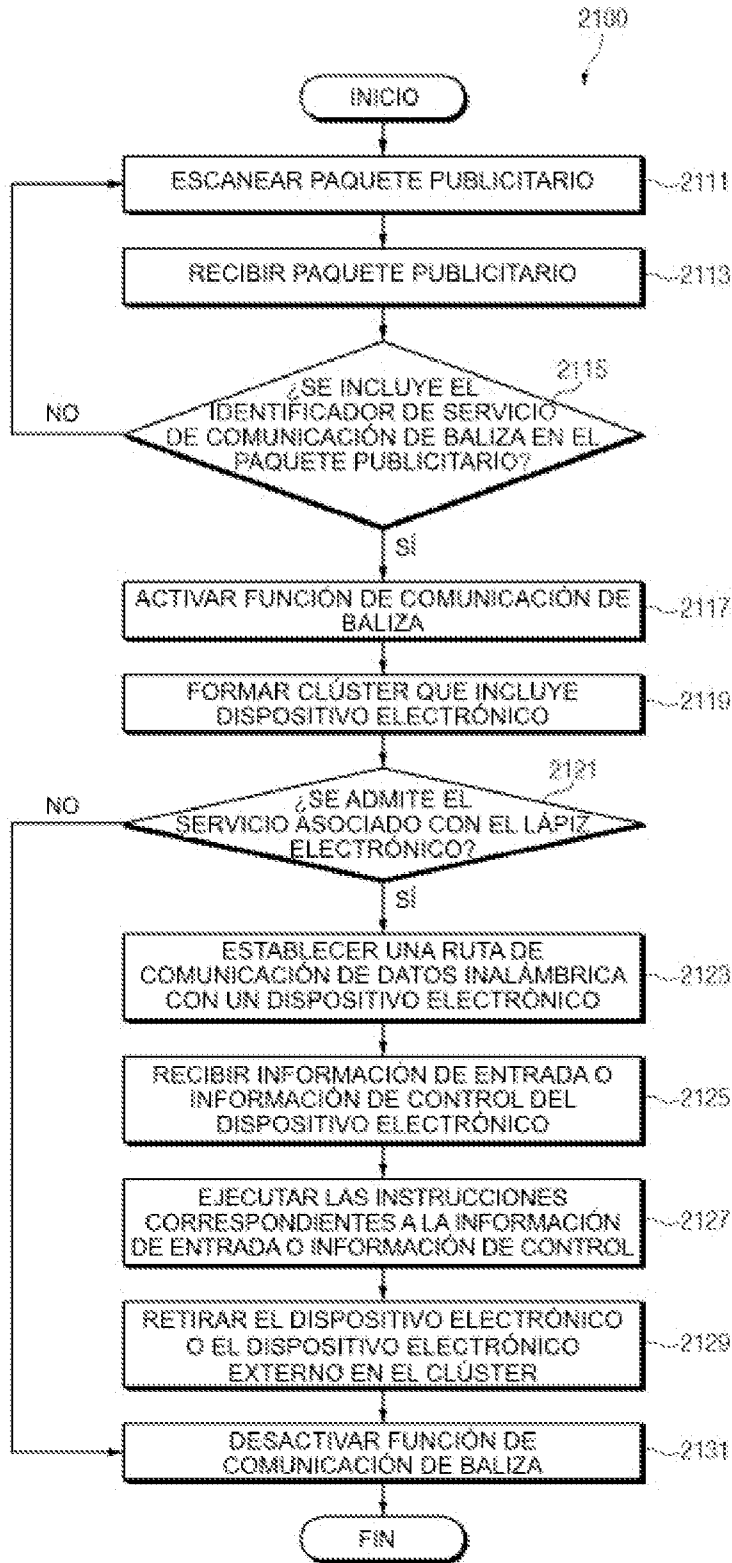 2100
INICIO
ESCANEAR PAQUETE PUBLICITARIO
2111
RECIBIR PAQUETE PUBLICITARIO
2113
¿SE INCLUYE EL
IDENTIFICADOR DE SERVICIO
DE COMUNICACIÓN DE BALIZA EN EL
PAQUETE PUBLICITARIO?
2115
NO
SÍ
ACTIVAR FUNCIÓN DE COMUNICACIÓN DE
BALIZA
2117
FORMAR CLÚSTER QUE INCLUYE
DISPOSITIVO ELECTRÓNICO
2119
¿SE ADMITE EL
SERVICIO ASOCIADO CON EL LÁPIZ
ELECTRÓNICO?
2121
NO
SÍ
ESTABLECER UNA RUTA DE
COMUNICACIÓN DE DATOS INALÁMBRICA
CON UN DISPOSITIVO ELECTRÓNICO
2123
RECIBIR INFORMACIÓN DE ENTRADA O
INFORMACIÓN DE CONTROL DEL
DISPOSITIVO ELECTRÓNICO
2125
EJECUTAR LAS INSTRUCCIONES
CORRESPONDIENTES A LA INFORMACIÓN
DE ENTRADA O INFORMACIÓN DE CONTROL
2127
RETIRAR EL DISPOSITIVO ELECTRÓNICO
O EL DISPOSITIVO ELECTRÓNICO
EXTERNO EN EL CLÚSTER
2129
DESACTIVAR FUNCIÓN DE
COMUNICACIÓN DE BALIZA
2131
FIN